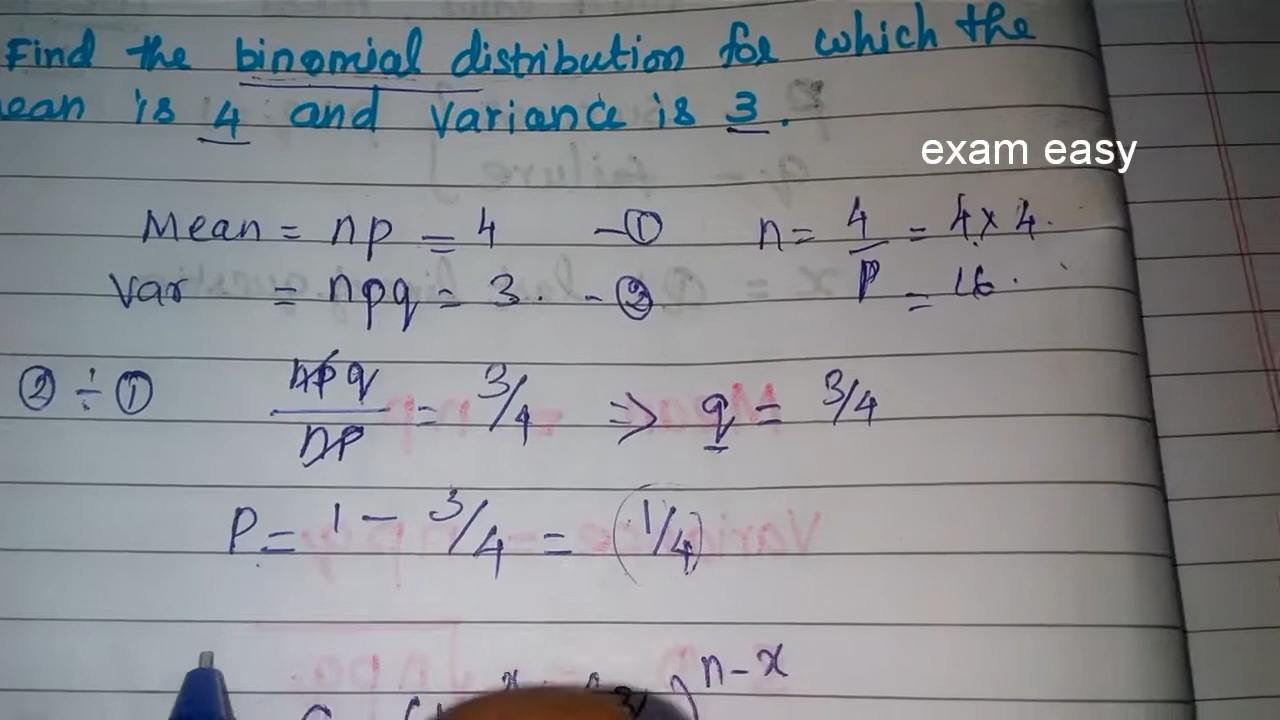 Find the binomial distribution for which the
ean is 4 and variance is 3.
exam easy
Mean = np = 4 - ①
n = 4/P = 4 × 4.
= 16.
Var = npq = 3. - ②
② ÷ ① npq/np = 3/4 ⇒ q = 3/4
P = 1 - 3/4 = (1/4)
n-x